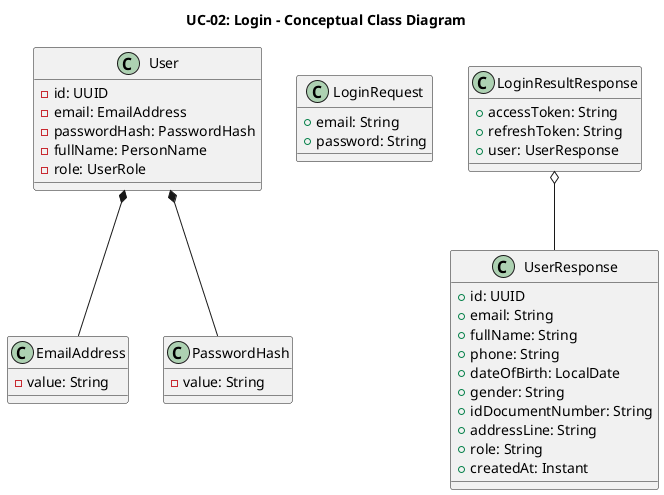 UC-02: Login - Conceptual Class Diagram
C User
id: UUID
email: EmailAddress
passwordHash: PasswordHash
fullName: PersonName
role: UserRole
C LoginRequest
email: String
password: String
C LoginResultResponse
accessToken: String
refreshToken: String
user: UserResponse
C EmailAddress
value: String
C PasswordHash
value: String
C UserResponse
id: UUID
email: String
fullName: String
phone: String
dateOfBirth: LocalDate
gender: String
idDocumentNumber: String
addressLine: String
role: String
createdAt: Instant